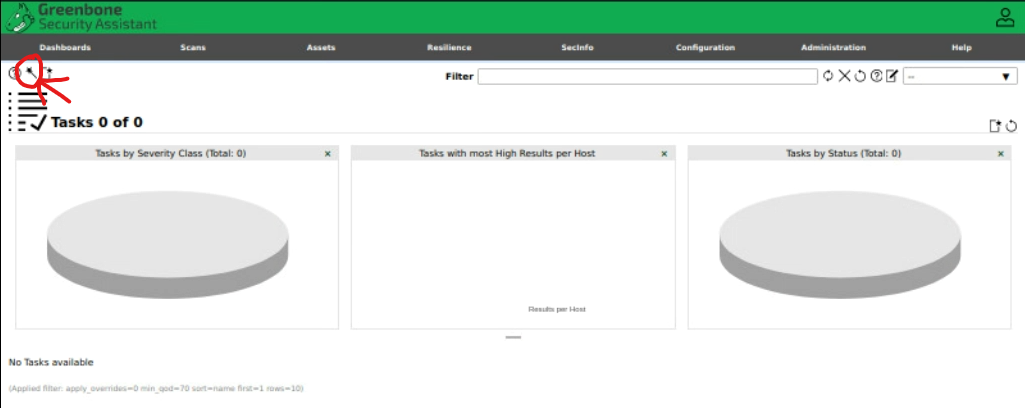 Greenbone
Security Assistant
Dashboards Scans Assets Resilience SecInfo Configuration Administration Help
Filter --
Tasks 0 of 0
Tasks by Severity Class (Total: 0) × Tasks with most High Results per Host × Tasks by Status (Total: 0) ×
Results per Host
No Tasks available
(Applied filter: apply_overrides=0 min_qod=70 sort=name first=1 rows=10)